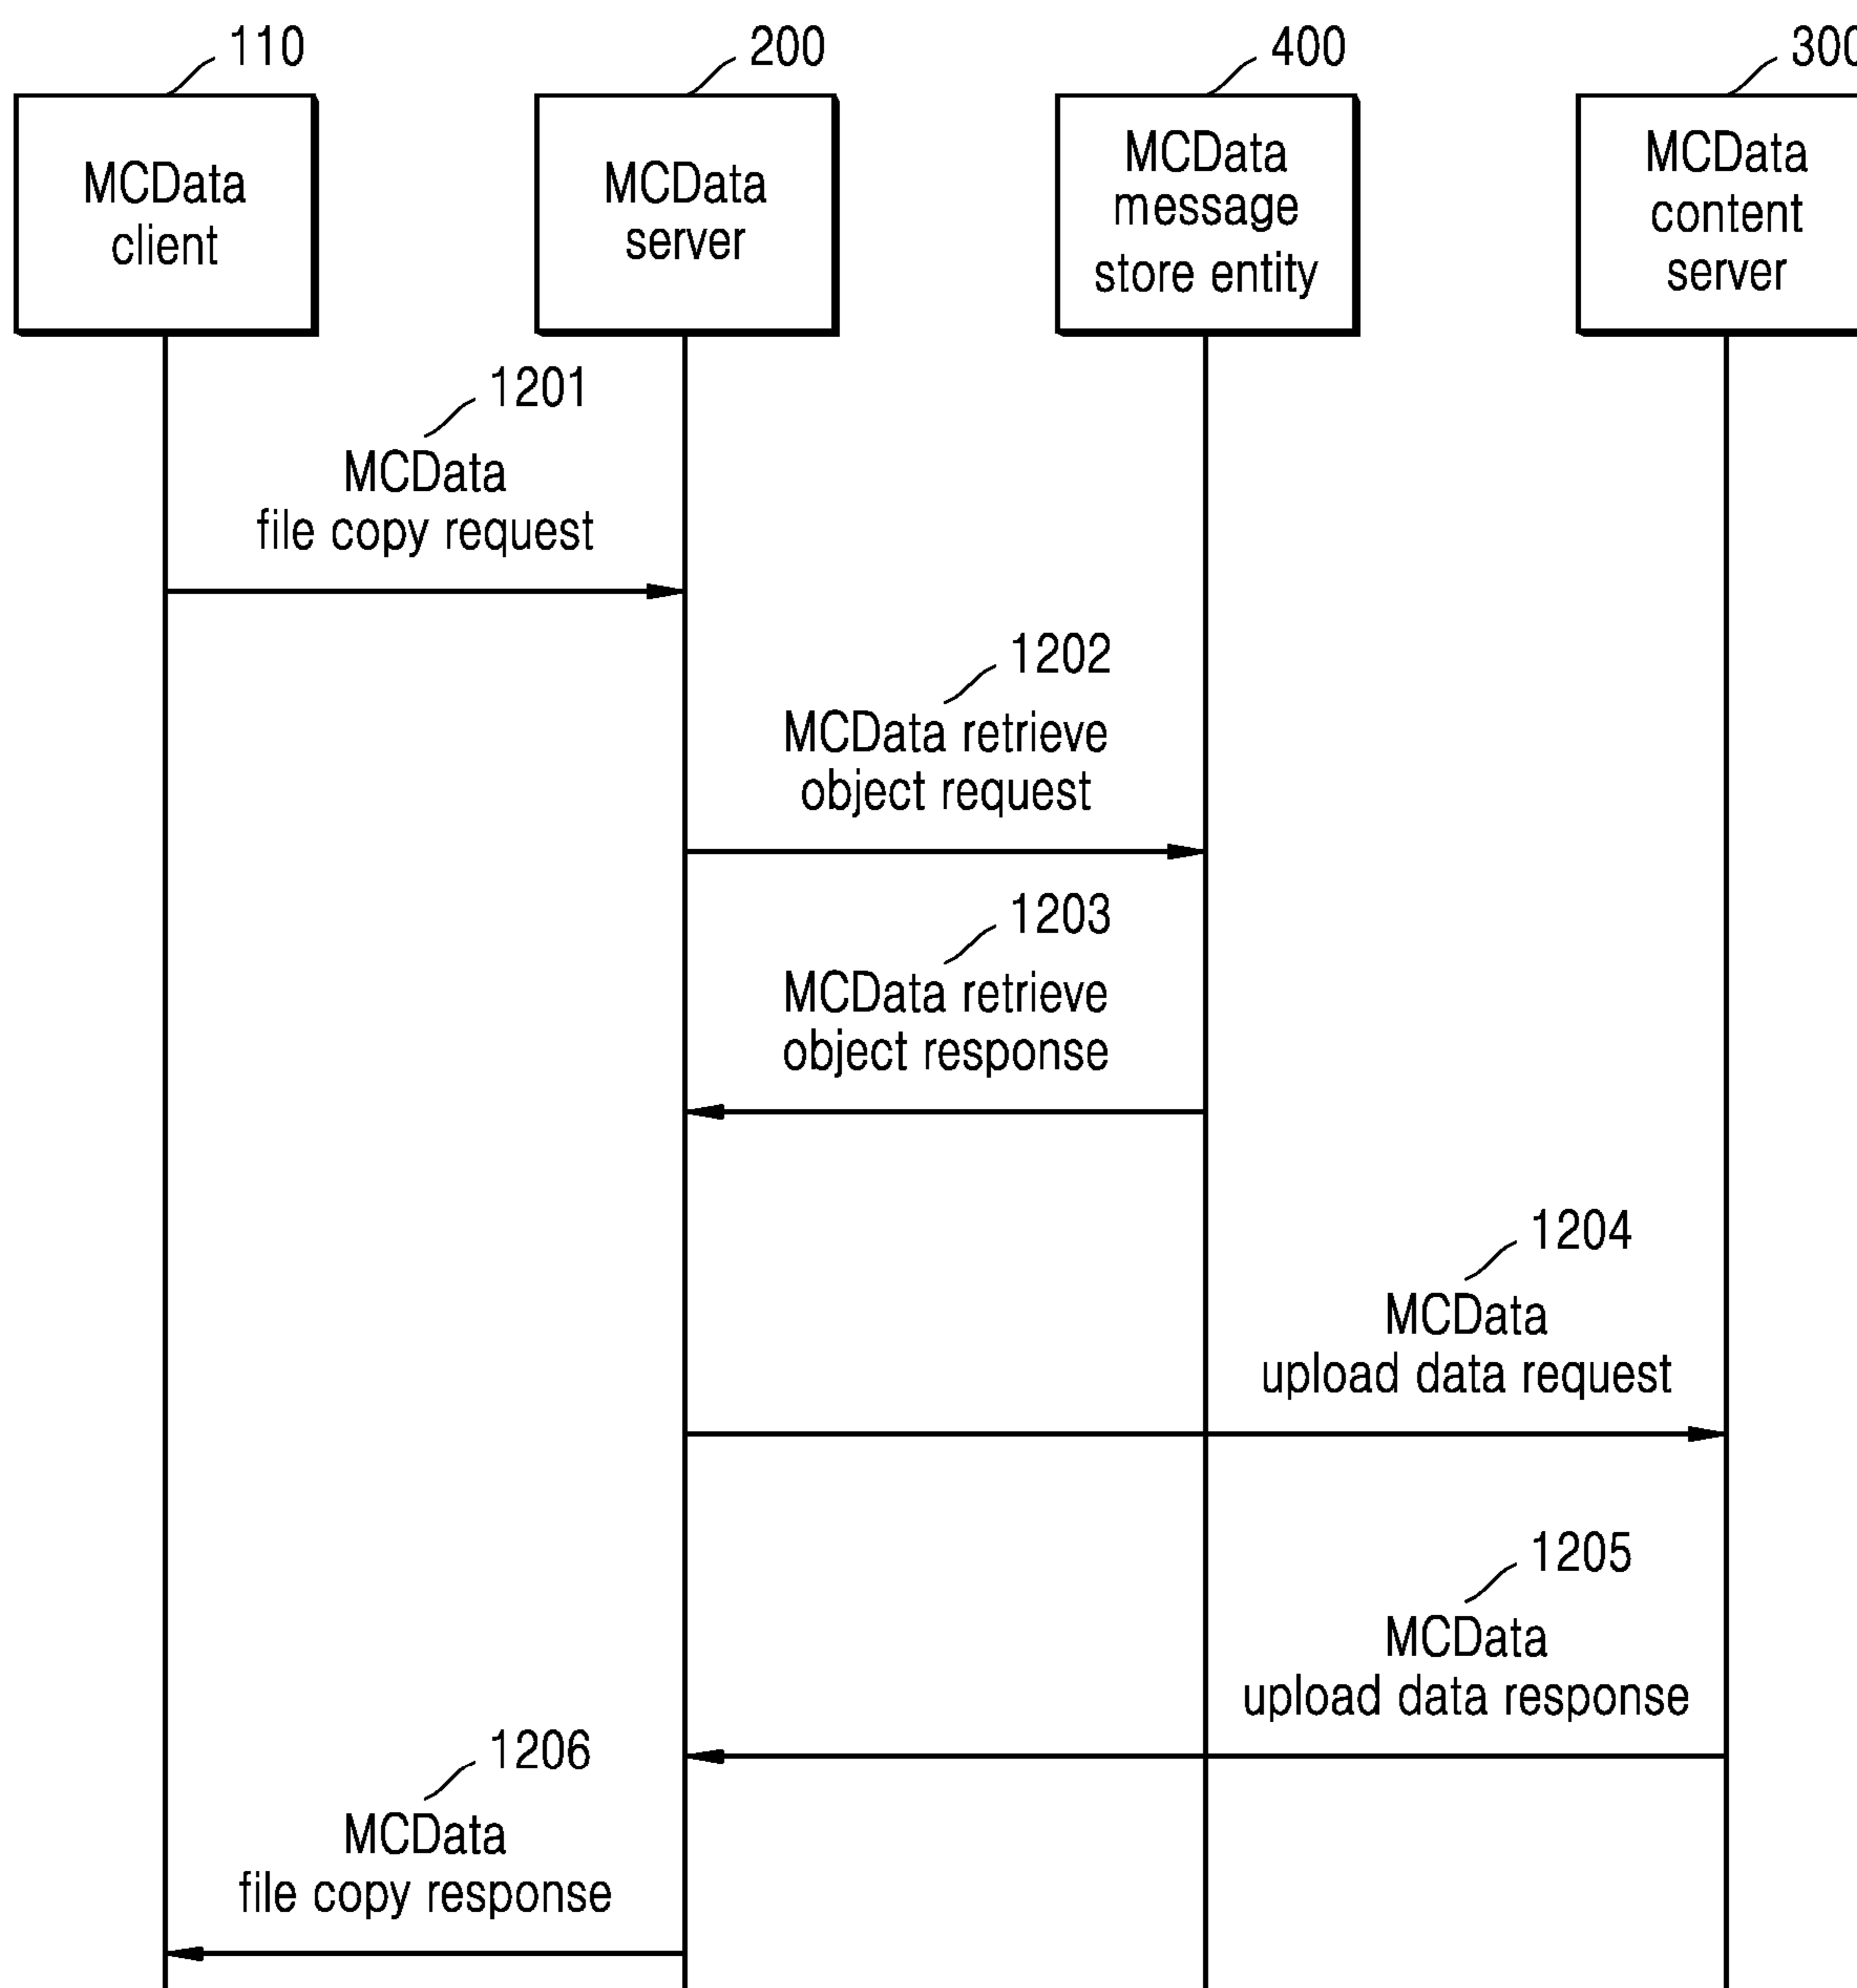 110
200
400
300
MCData
client
MCData
server
MCData
message
store entity
MCData
content
server
1201
MCData
file copy request
1202
MCData retrieve
object request
1203
MCData retrieve
object response
1204
MCData
upload data request
1205
MCData
upload data response
1206
MCData
file copy response